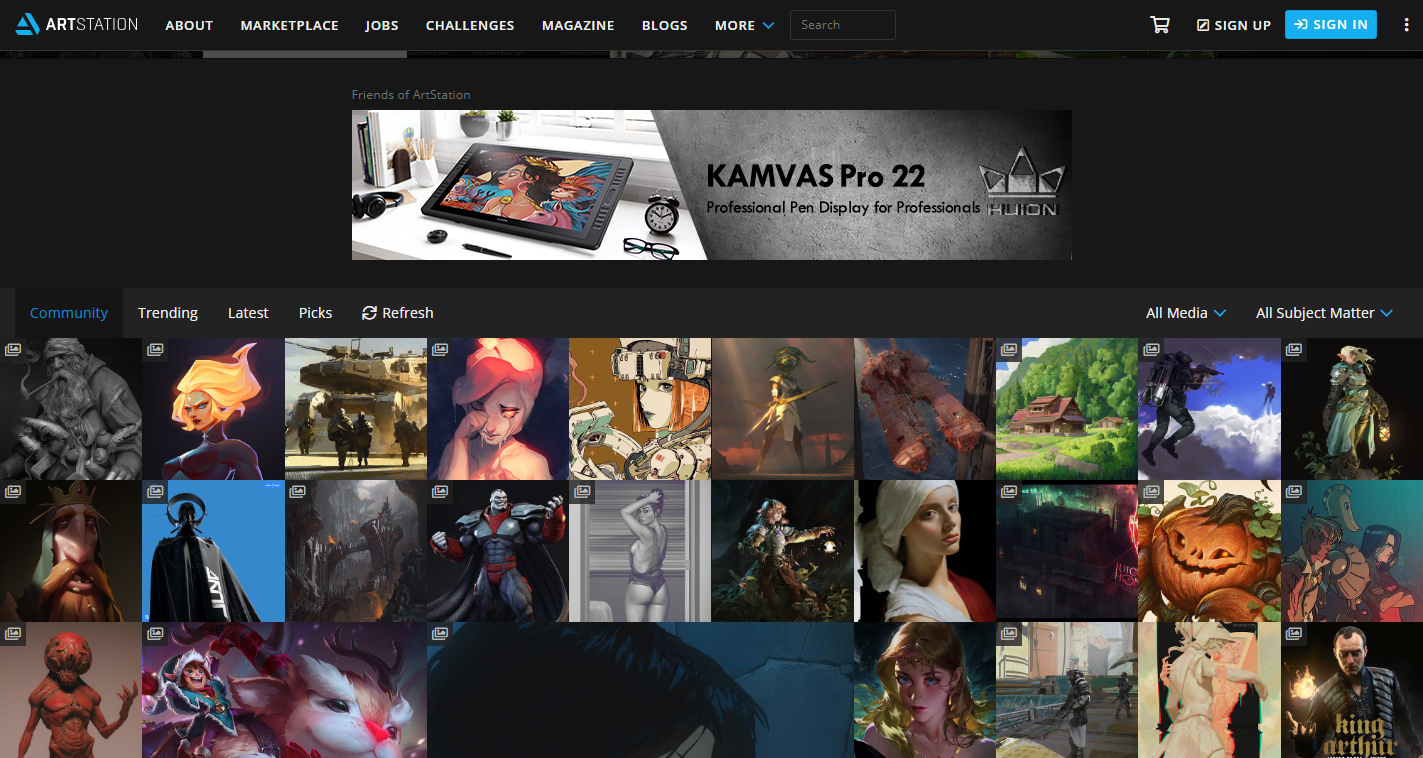 ARTSTATION
ABOUT
MARKETPLACE
JOBS
CHALLENGES
MAGAZINE
BLOGS
MORE
Search
SIGN UP
SIGN IN
Friends of ArtStation
KAMVAS Pro 22
Professional Pen Display for Professionals
HUION
Community
Trending
Latest
Picks
Refresh
All Media
All Subject Matter
king
arthur